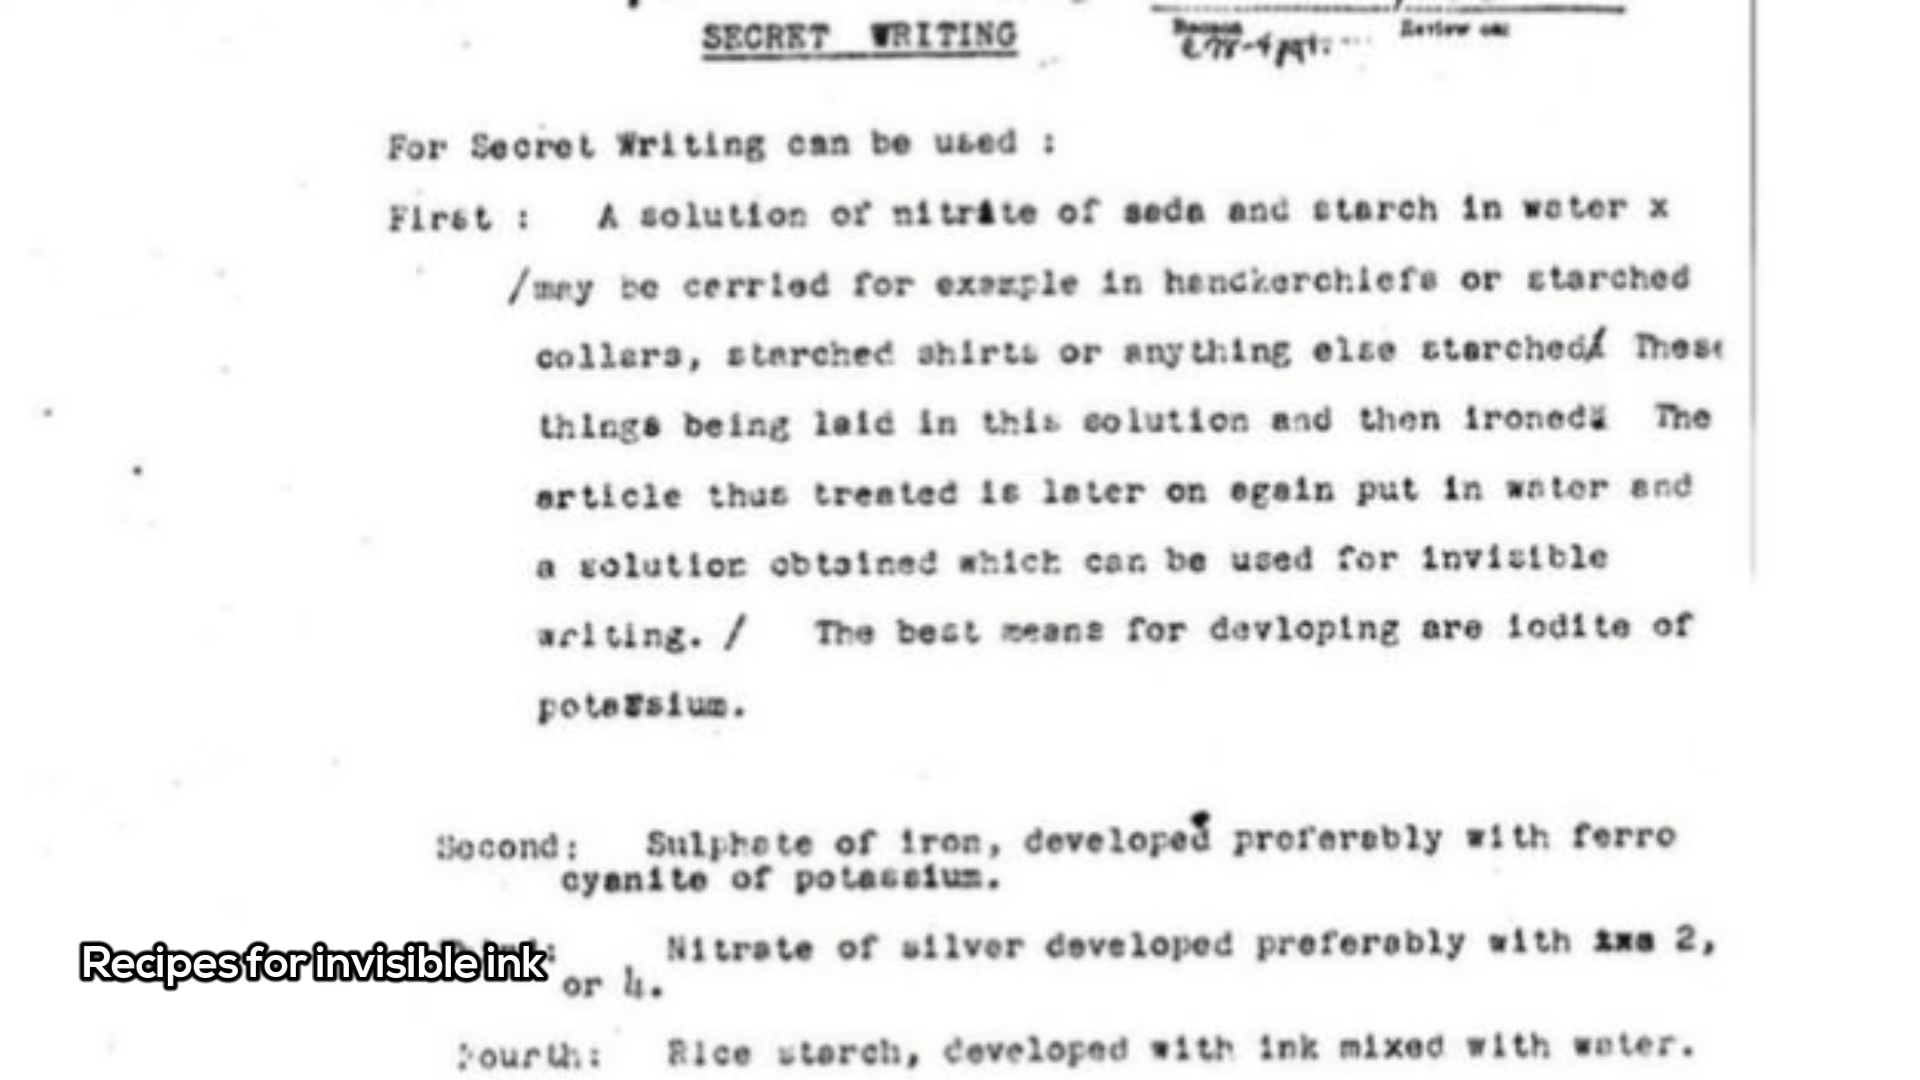 SECRET WRITING
Review on:
For Secret Writing can be used :
First : A solution of nitrate of soda and starch in water x
/may be carried for example in handkerchiefs or starched
collars, starched shirts or anything else starched/ These
things being laid in this solution and then ironed. The
article thus treated is later on again put in water and
a solution obtained which can be used for invisible
writing. / The best means for devloping are iodite of
potassium.
Second: Sulphate of iron, developed preferably with ferro
cyanite of potassium.
Nitrate of silver developed preferably with 2,
or 4.
Fourth: Rice starch, developed with ink mixed with water.
Recipes for invisible ink